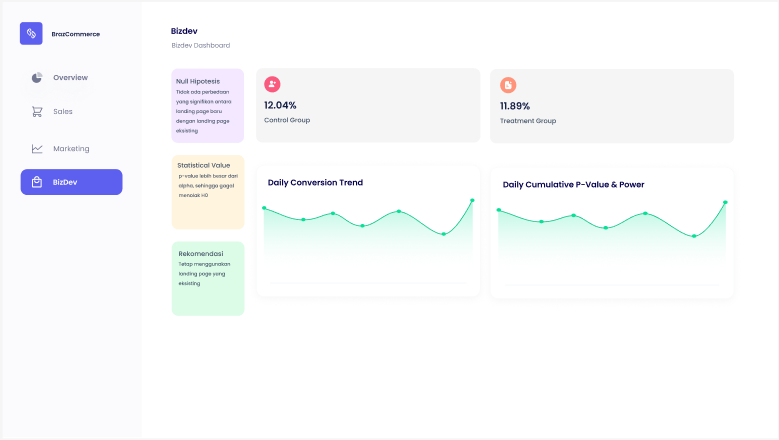 BrazCommerce
Overview
Sales
Marketing
BizDev
Bizdev
Bizdev Dashboard
Null Hipotesis
Tidak ada perbedaan
yang signifikan antara
landing page baru
dengan landing page
eksisting
12.04%
Control Group
11.89%
Treatment Group
Statistical Value
p-value lebih besar dari
alpha, sehingga gagal
menolak H0
Daily Conversion Trend
Daily Cumulative P-Value & Power
Rekomendasi
Tetap menggunakan
landing page yang
eksisting